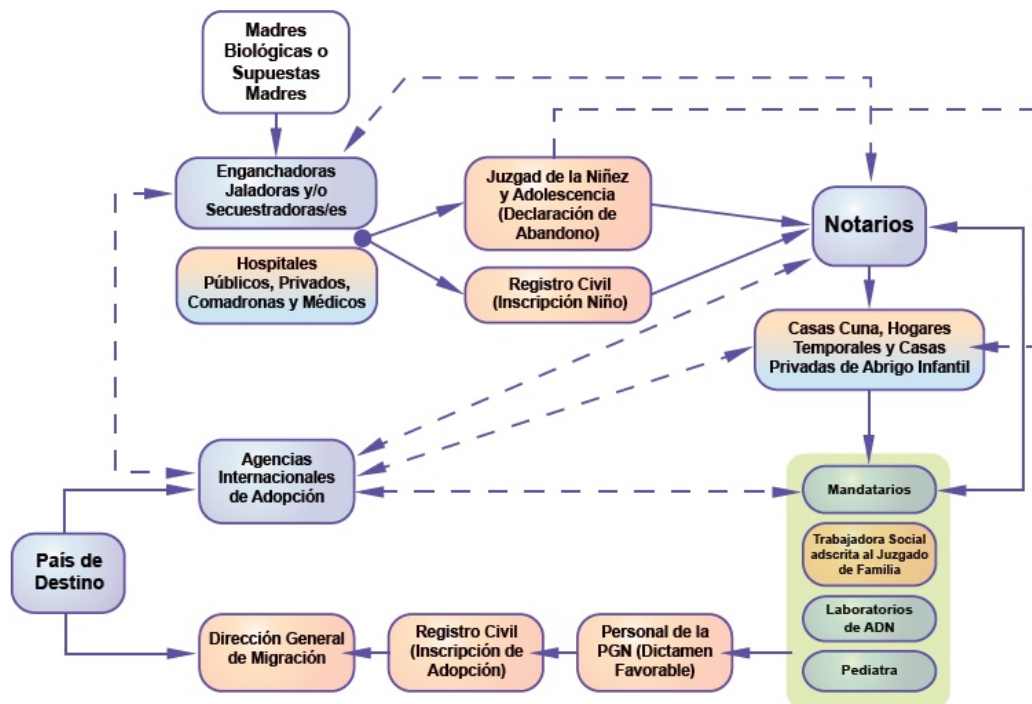 Madres
Biológicas o
Supuestas
Madres
Enganchadoras
Jaladoras y/o
Secuestradoras/es
Hospitales
Públicos, Privados,
Comadronas y Médicos
Juzgad de la Niñez
y Adolescencia
(Declaración de
Abandono)
Registro Civil
(Inscripción Niño)
Notarios
Casas Cuna, Hogares
Temporales y Casas
Privadas de Abrigo Infantil
Agencias
Internacionales
de Adopción
Mandatarios
Trabajadora Social
adscrita al Juzgado
de Familia
Laboratorios
de ADN
Pediatra
País de
Destino
Dirección General
de Migración
Registro Civil
(Inscripción de
Adopción)
Personal de la
PGN (Dictamen
Favorable)